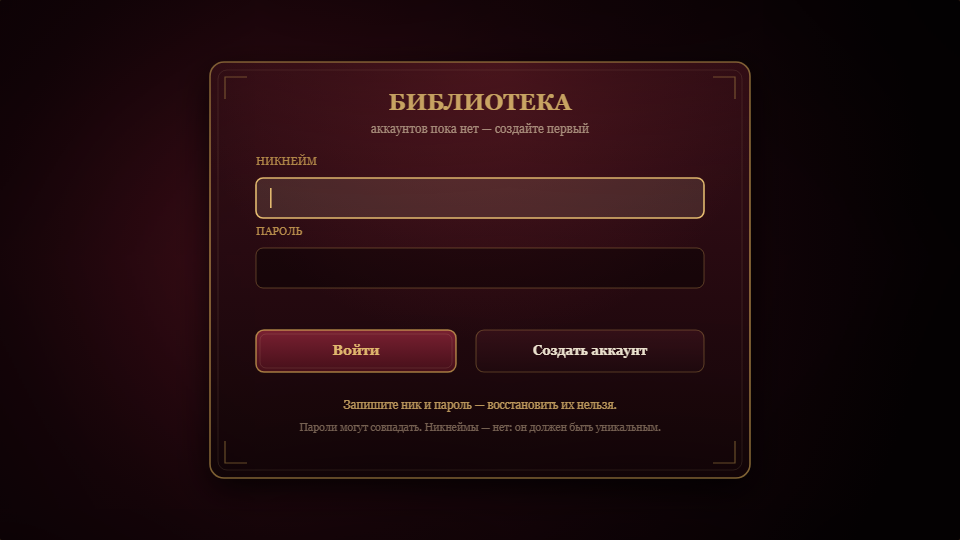 БИБЛИОТЕКА
аккаунтов пока нет — создайте первый
НИКНЕЙМ
ПАРОЛЬ
Войти
Создать аккаунт
Запишите ник и пароль — восстановить их нельзя.
Пароли могут совпадать. Никнеймы — нет: он должен быть уникальным.